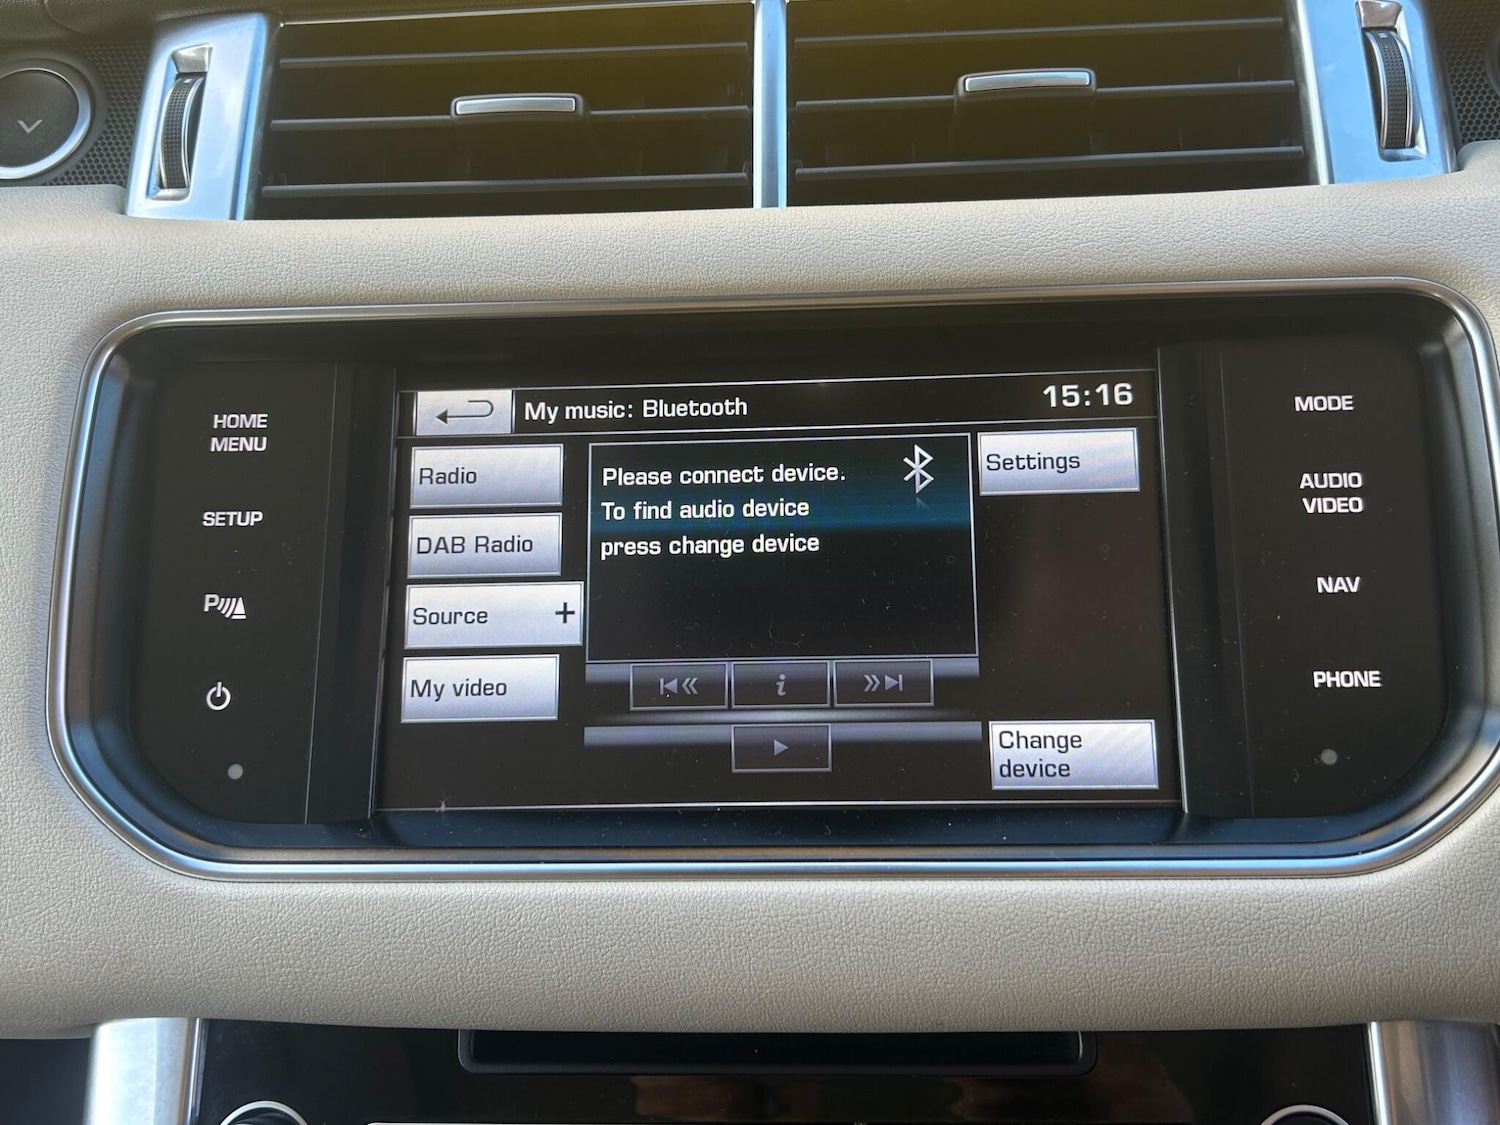 HOME
MENU
SETUP
P
My music: Bluetooth
15:16
Radio
DAB Radio
Source +
My video
Please connect device.
To find audio device
press change device
i
Settings
Change
device
MODE
AUDIO
VIDEO
NAV
PHONE